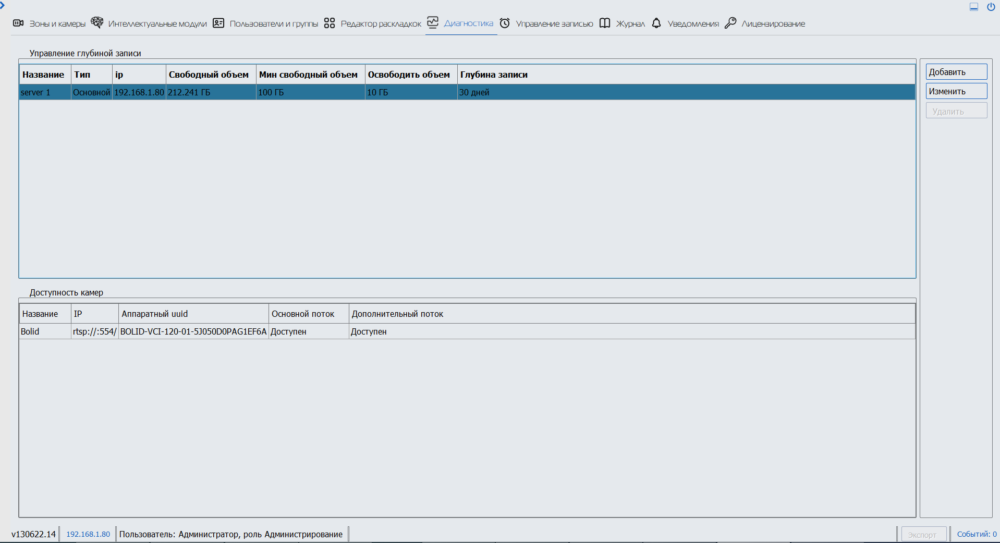 Зоны и камеры Интеллектуальные модули Пользователи и группы Редактор раскладкок Диагностика Управление записью Журнал Уведомления Лицензирование
Управление глубиной записи
Название Тип ip Свободный объем Мин свободный объем Освободить объем Глубина записи
server 1 Основной 192.168.1.80 212.241 ГБ 100 ГБ 10 ГБ 30 дней
Добавить
Изменить
Удалить
Доступность камер
Название IP Аппаратный uuid Основной поток Дополнительный поток
Bolid rtsp://:554/ BOLID-VCI-120-01-5J050D0PAG1EF6A Доступен Доступен
v130622.14 192.168.1.80 Пользователь: Администратор, роль Администрирование Экспорт Событий: 0